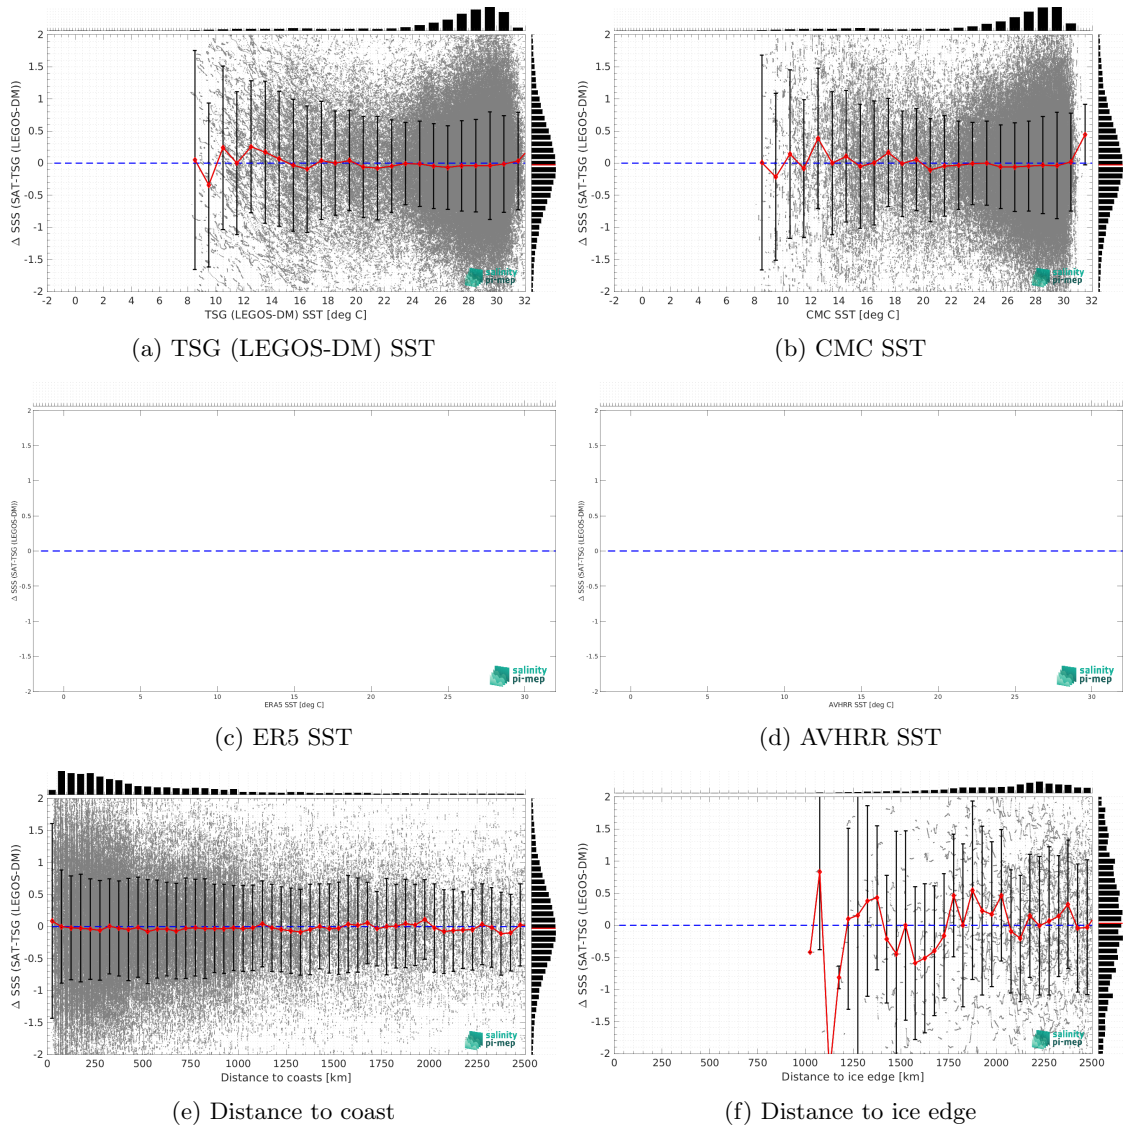 2
1.5
1
0.5
0
-0.5
-1
-1.5
-2
Δ SSS (SAT-TSG (LEGOS-DM))
salinity
pi-mep
-2 0 2 4 6 8 10 12 14 16 18 20 22 24 26 28 30 32
TSG (LEGOS-DM) SST [deg C]
(a) TSG (LEGOS-DM) SST
2
1.5
1
0.5
0
-0.5
-1
-1.5
-2
Δ SSS (SAT-TSG (LEGOS-DM))
salinity
pi-mep
-2 0 2 4 6 8 10 12 14 16 18 20 22 24 26 28 30 32
CMC SST [deg C]
(b) CMC SST
2
1.5
1
0.5
0
-0.5
-1
-1.5
-2
Δ SSS (SAT-TSG (LEGOS-DM))
salinity
pi-mep
0 5 10 15 20 25 30
ERA5 SST [deg C]
(c) ER5 SST
2
1.5
1
0.5
0
-0.5
-1
-1.5
-2
Δ SSS (SAT-TSG (LEGOS-DM))
salinity
pi-mep
0 5 10 15 20 25 30
AVHRR SST [deg C]
(d) AVHRR SST
2
1.5
1
0.5
0
-0.5
-1
-1.5
-2
Δ SSS (SAT-TSG (LEGOS-DM))
salinity
pi-mep
0 250 500 750 1000 1250 1500 1750 2000 2250 2500
Distance to coasts [km]
(e) Distance to coast
2
1.5
1
0.5
0
-0.5
-1
-1.5
-2
Δ SSS (SAT-TSG (LEGOS-DM))
salinity
pi-mep
0 250 500 750 1000 1250 1500 1750 2000 2250 2500
Distance to ice edge [km]
(f) Distance to ice edge